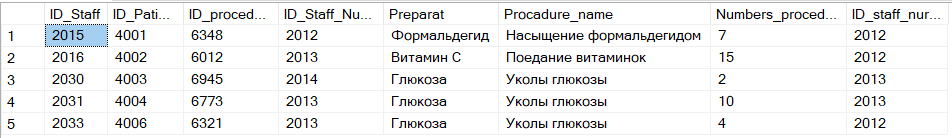 ID_Staff ID_Pati... ID_proced... ID_Staff_Nu... Preparat Procadure_name Numbers_proced... ID_staff_nur...
1 2015 4001 6348 2012 Формальдегид Насыщение формальдегидом 7 2012
2 2016 4002 6012 2013 Витамин С Поедание витаминок 15 2012
3 2030 4003 6945 2014 Глюкоза Уколы глюкозы 2 2013
4 2031 4004 6773 2013 Глюкоза Уколы глюкозы 10 2013
5 2033 4006 6321 2013 Глюкоза Уколы глюкозы 4 2012